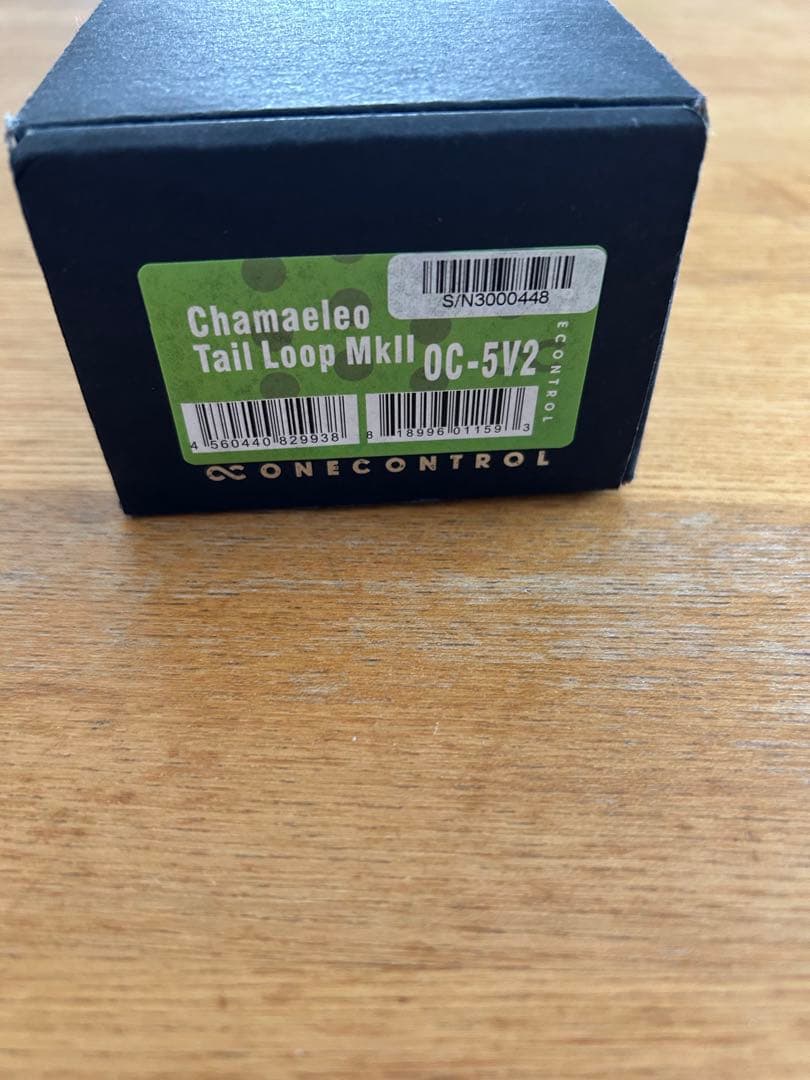 S/N3000448
Chamaeleo
Tail Loop MkII OC-5V2
ECONTROL
4 560440 829938
8 18996 01159 3
ONECONTROL